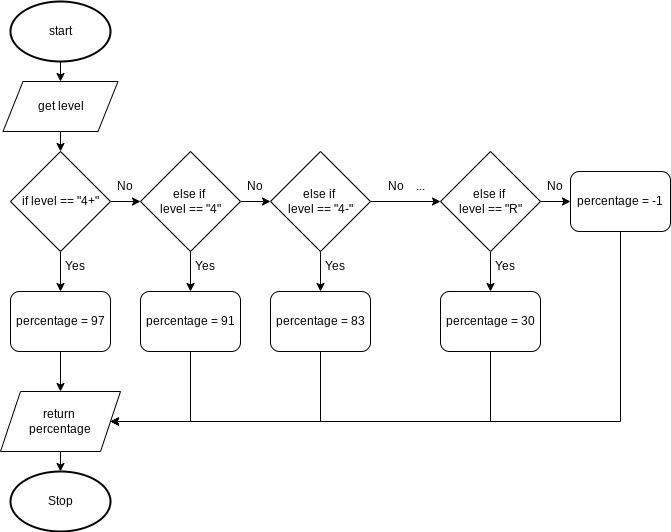 start
get level
if level == "4+"
No
else if
level == "4"
No
else if
level == "4-"
No ...
else if
level == "R"
No
percentage = -1
Yes
Yes
Yes
Yes
percentage = 97
percentage = 91
percentage = 83
percentage = 30
return
percentage
Stop